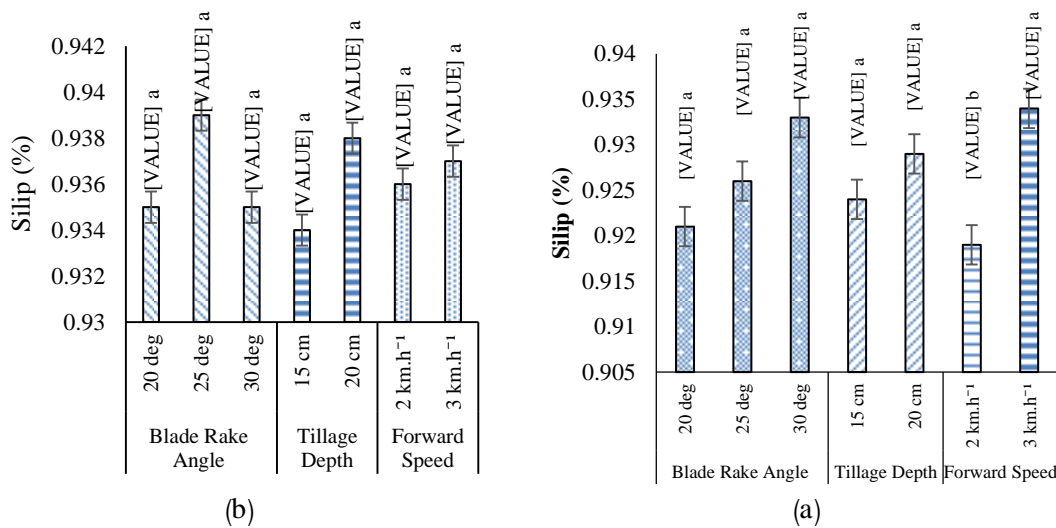 Silip (%)
0.942
0.94
0.938
0.936
0.934
0.932
0.93
[VALUE] a
[VALUE] a
[VALUE] a
[VALUE] a
[VALUE] a
[VALUE] a
[VALUE] a
20 deg
25 deg
30 deg
15 cm
20 cm
2 km.h⁻¹
3 km.h⁻¹
Blade Rake
Angle
Tillage
Depth
Forward
Speed
(b)
Silip (%)
0.94
0.935
0.93
0.925
0.92
0.915
0.91
0.905
[VALUE] a
[VALUE] a
[VALUE] a
[VALUE] a
[VALUE] a
[VALUE] b
[VALUE] a
20 deg
25 deg
30 deg
15 cm
20 cm
2 km.h⁻¹
3 km.h⁻¹
Blade Rake Angle
Tillage Depth
Forward Speed
(a)